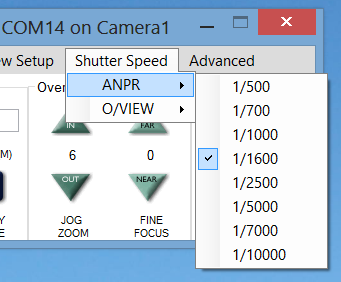 COM14 on Camera1
w Setup Shutter Speed Advanced
Over
ANPR
O/VIEW
1/500
1/700
1/1000
1/1600
1/2500
1/5000
1/7000
1/10000
IN FAR
M) 6 0
OUT NEAR
Y JOG FINE
E ZOOM FOCUS